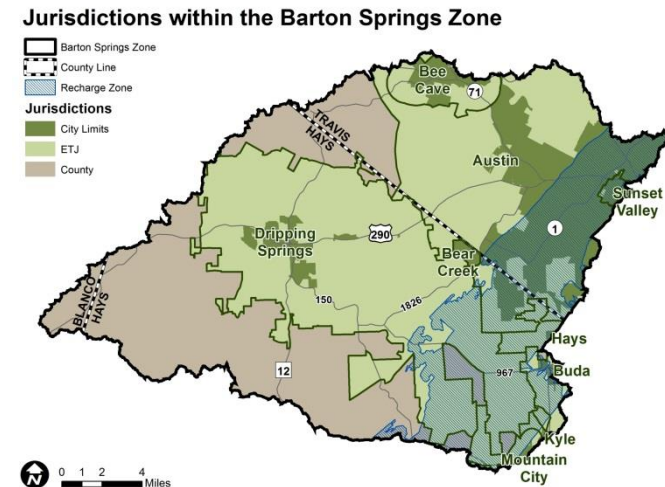 Jurisdictions within the Barton Springs Zone
Barton Springs Zone
County Line
Recharge Zone
Jurisdictions
City Limits
ETJ
County
Bee
Cave
71
TRAVIS
HAYS
Austin
Sunset
Valley
1
Dripping
Springs
290
Bear
Creek
BLANCO
HAYS
150
1826
Hays
12
967
Buda
Kyle
Mountain
City
N
0 1 2 4
Miles